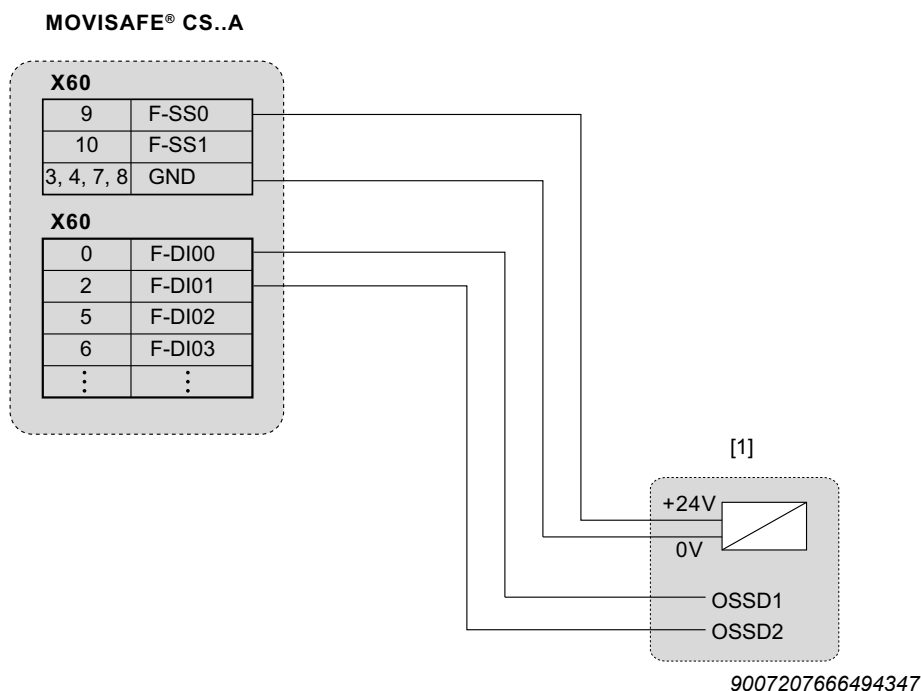 MOVISAFE® CS..A
X60
9 F-SS0
10 F-SS1
3, 4, 7, 8 GND
X60
0 F-DI00
2 F-DI01
5 F-DI02
6 F-DI03
⋮ ⋮
[1]
+24V
0V
OSSD1
OSSD2
9007207666494347